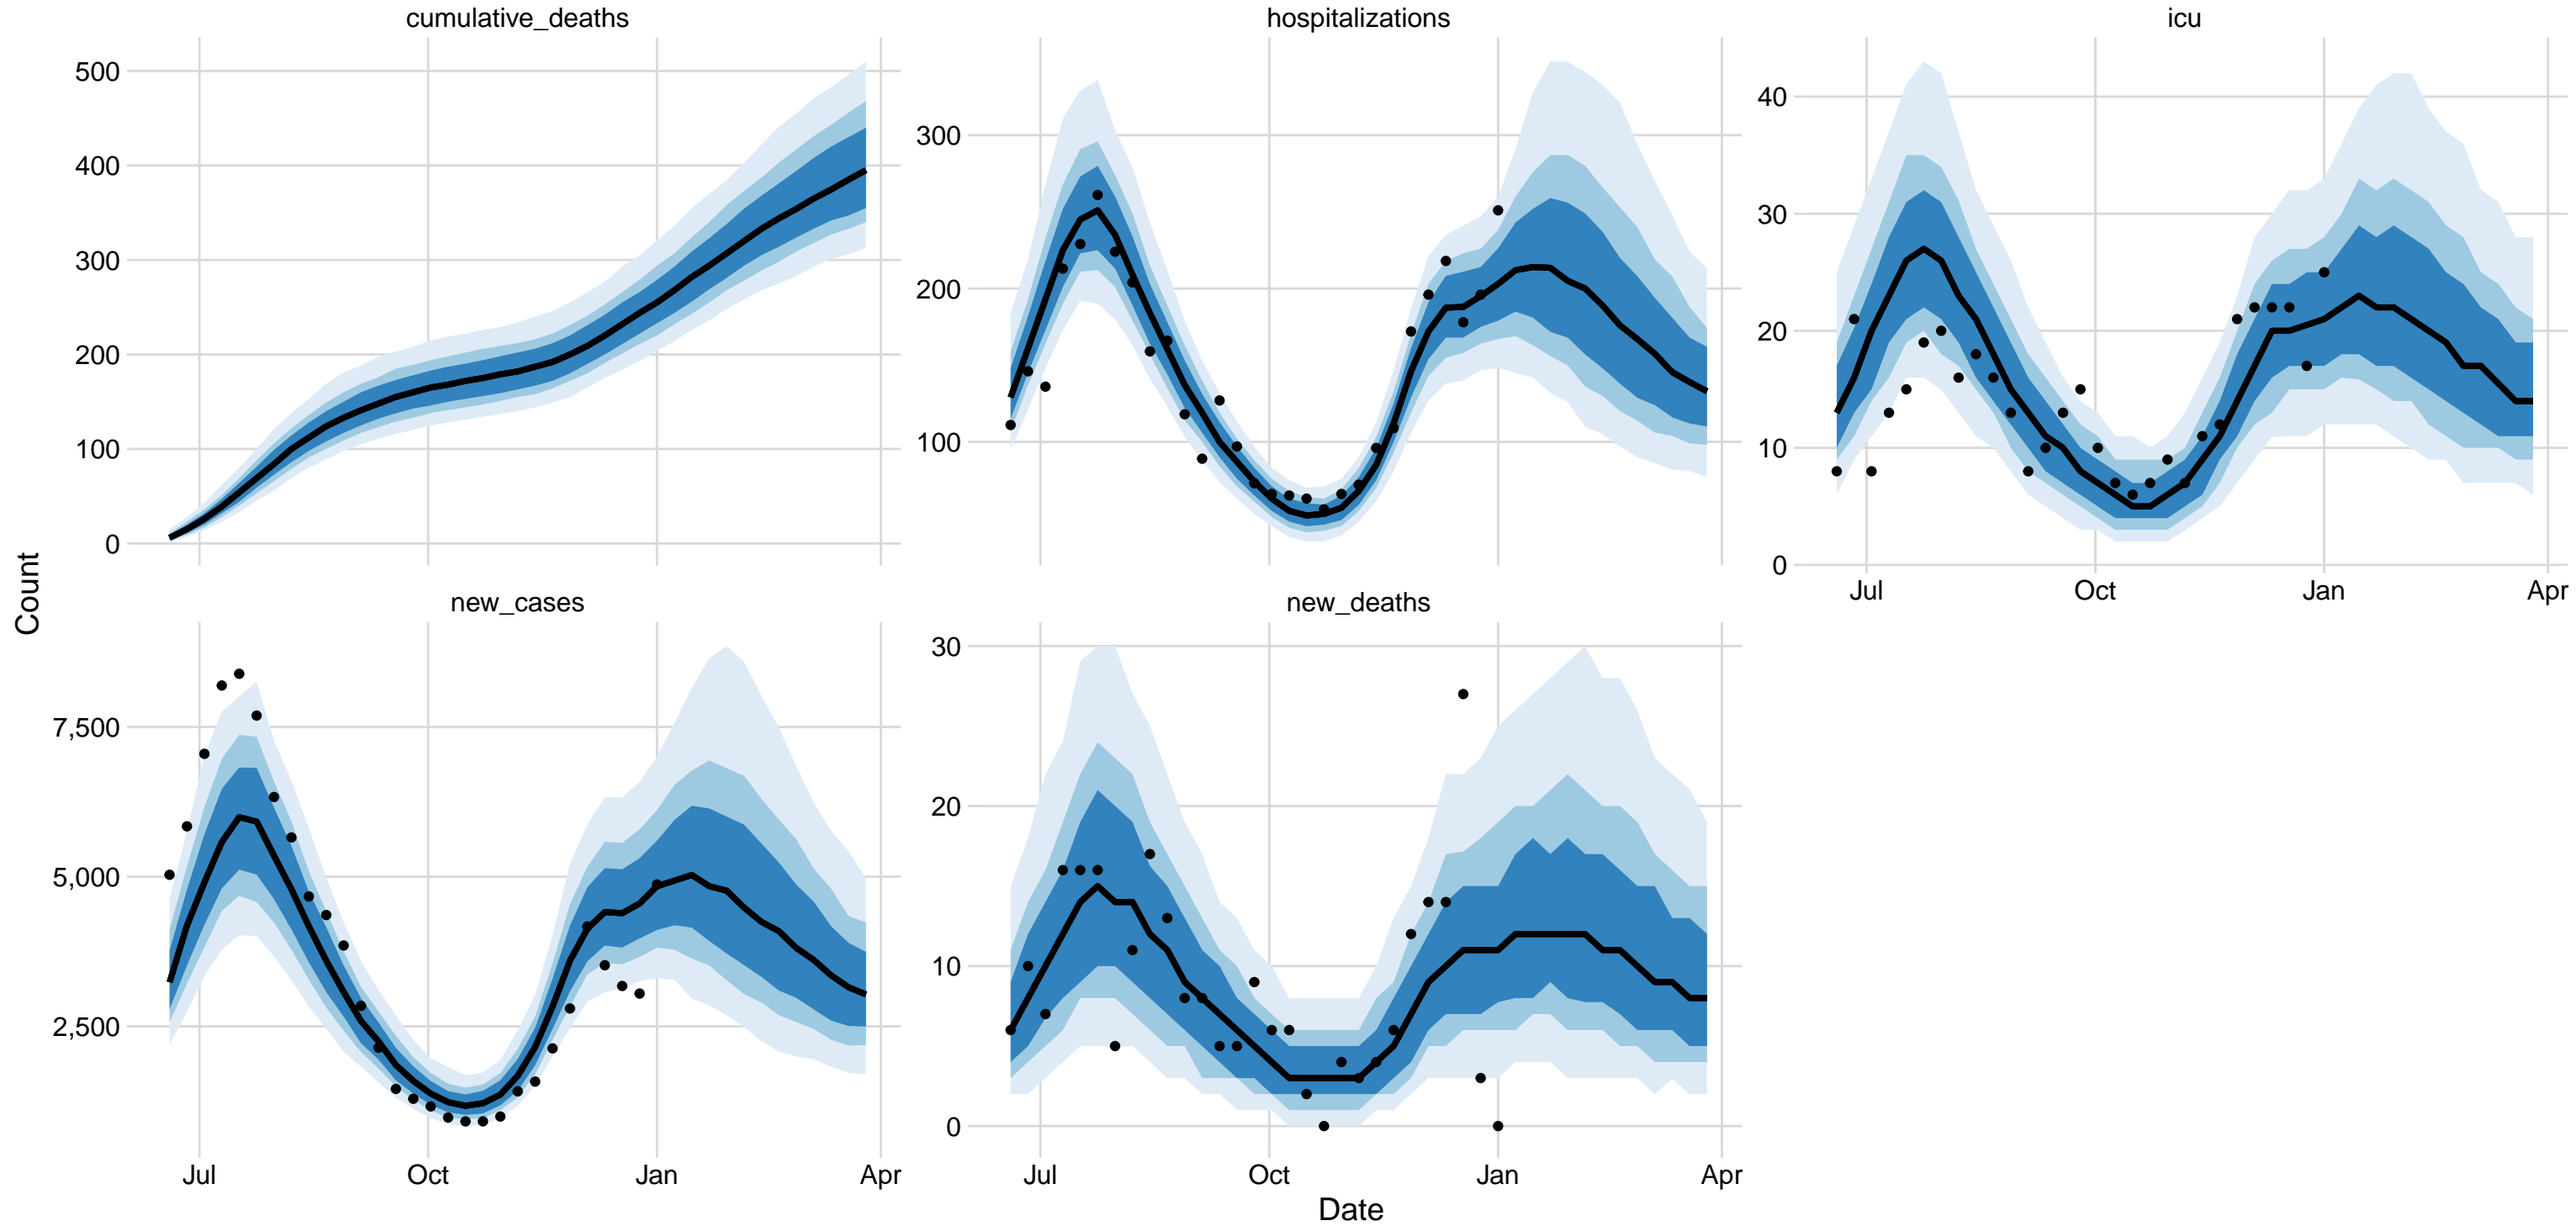 cumulative_deaths
hospitalizations
icu
500
400
300
200
100
0
300
200
100
40
30
20
10
0
Jul Oct Jan Apr
Count
new_cases
new_deaths
7,500
5,000
2,500
30
20
10
0
Jul Oct Jan Apr
Jul Oct Jan Apr
Date